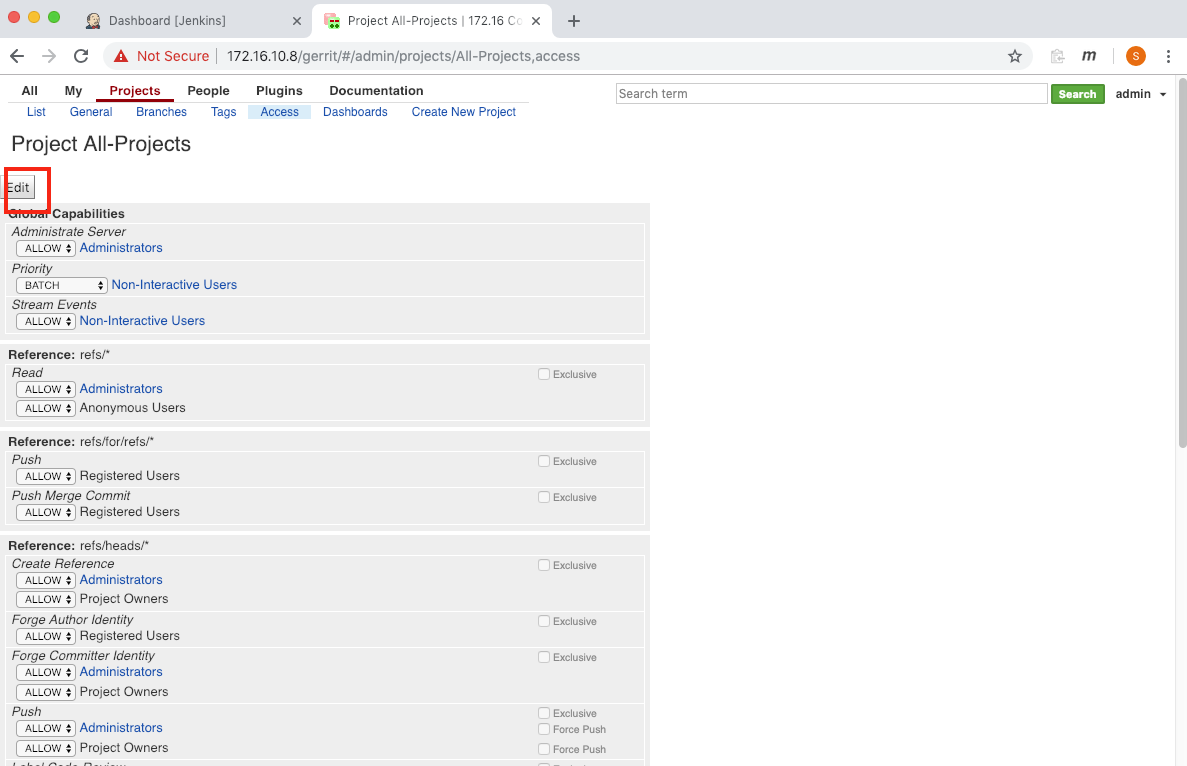 Dashboard [Jenkins]
Project All-Projects | 172.16 Co
Not Secure
172.16.10.8/gerrit/#/admin/projects/All-Projects,access
m
S
All My Projects People Plugins Documentation
Search term
Search
admin
List General Branches Tags Access Dashboards Create New Project
Project All-Projects
Edit
Global Capabilities
Administrate Server
ALLOW Administrators
Priority
BATCH Non-Interactive Users
Stream Events
ALLOW Non-Interactive Users
Reference: refs/*
Read Exclusive
ALLOW Administrators
ALLOW Anonymous Users
Reference: refs/for/refs/*
Push Exclusive
ALLOW Registered Users
Push Merge Commit Exclusive
ALLOW Registered Users
Reference: refs/heads/*
Create Reference Exclusive
ALLOW Administrators
ALLOW Project Owners
Forge Author Identity Exclusive
ALLOW Registered Users
Forge Committer Identity Exclusive
ALLOW Administrators
ALLOW Project Owners
Push Exclusive
ALLOW Administrators Force Push
ALLOW Project Owners Force Push
Label Code-Review